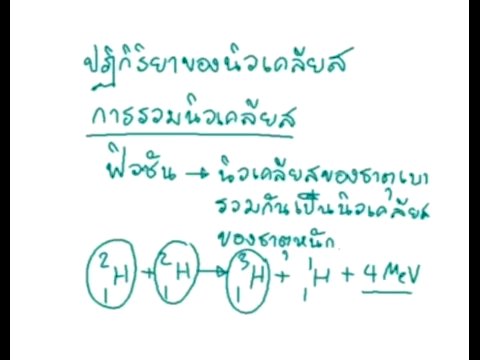 ปฏิกิริยาของนิวเคลียส
การรวมนิวเคลียส
ฟิวชัน → นิวเคลียสของธาตุเบา
รวมกันเป็นนิวเคลียส
ของธาตุหนัก.
²₁H + ²₁H → ³₁H + ¹₁H + 4 MeV